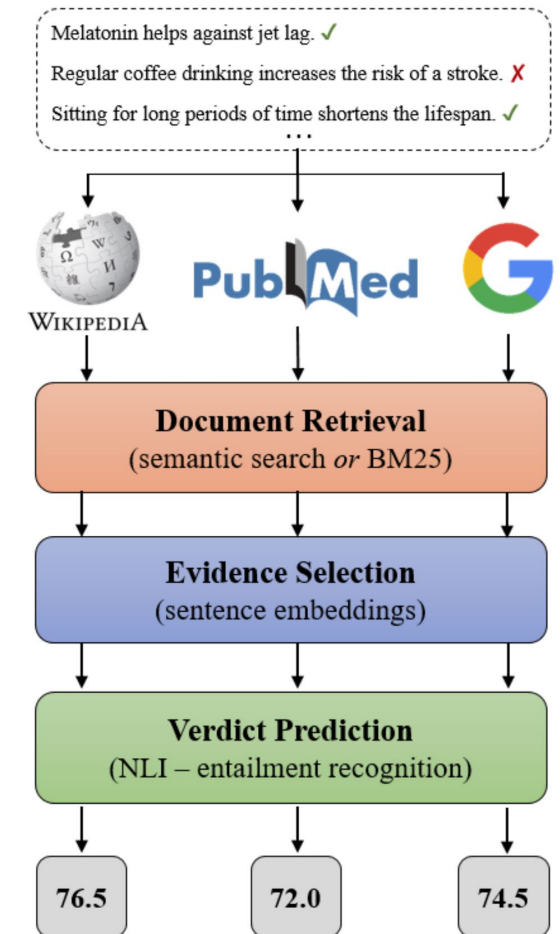 Melatonin helps against jet lag. ✓
Regular coffee drinking increases the risk of a stroke. ✗
Sitting for long periods of time shortens the lifespan. ✓
...
Ω W И 維 7
WIKIPEDIA
PubMed
G
Document Retrieval
(semantic search or BM25)
Evidence Selection
(sentence embeddings)
Verdict Prediction
(NLI – entailment recognition)
76.5 72.0 74.5